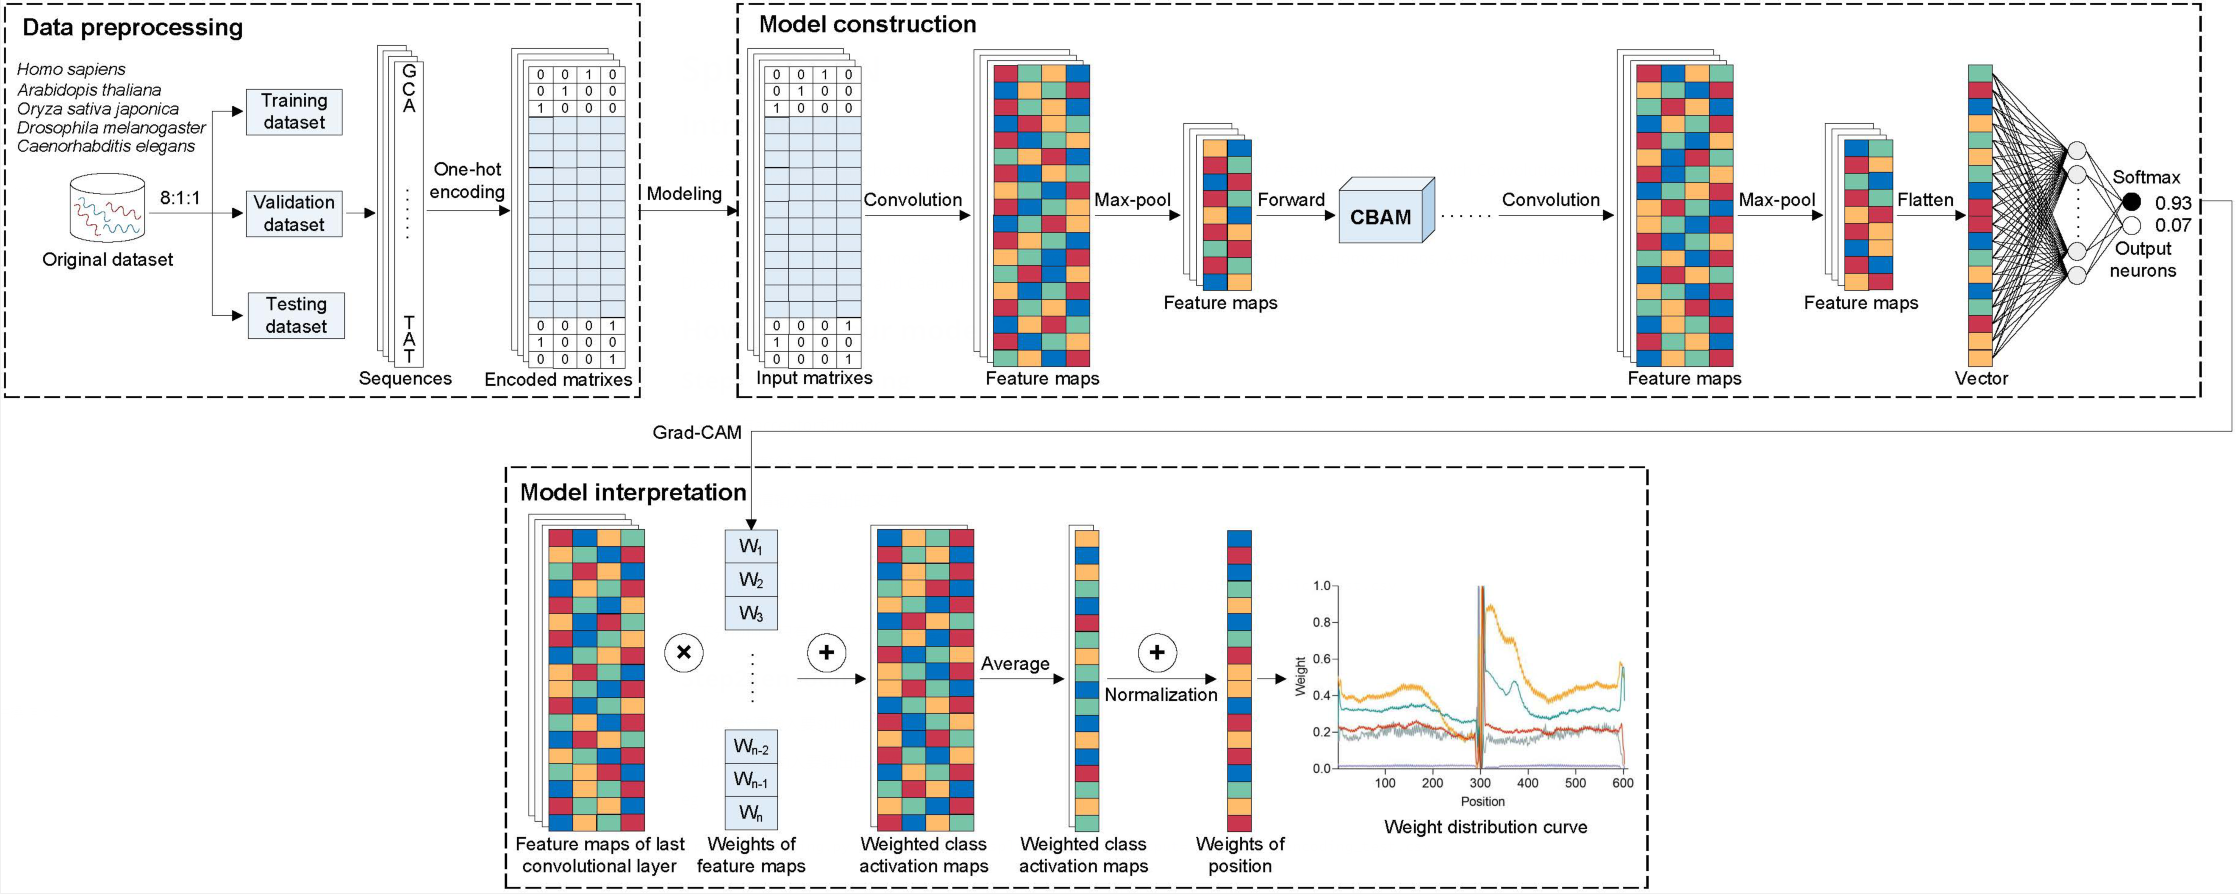 Data preprocessing
Homo sapiens
Arabidopsis thaliana
Oryza sativa japonica
Drosophila melanogaster
Caenorhabditis elegans
8:1:1
Original dataset
Training
dataset
Validation
dataset
Testing
dataset
G
C
A
T
A
T
Sequences
One-hot
encoding
0 0 1 0
0 1 0 0
1 0 0 0
0 0 0 1
1 0 0 0
0 0 0 1
Encoded matrixes
Modeling
Model construction
0 0 1 0
0 1 0 0
1 0 0 0
0 0 0 1
1 0 0 0
0 0 0 1
Input matrixes
Convolution
Feature maps
Max-pool
Feature maps
Forward
CBAM
Convolution
Feature maps
Max-pool
Feature maps
Flatten
Vector
Softmax
0.93
0.07
Output
neurons
Grad-CAM
Model interpretation
Feature maps of last
convolutional layer
×
W1
W2
W3
Wn-2
Wn-1
Wn
Weights of
feature maps
+
Weighted class
activation maps
Average
Weighted class
activation maps
+
Normalization
Weights of
position
Weight
1.0
0.8
0.6
0.4
0.2
0.0
100 200 300 400 500 600
Position
Weight distribution curve